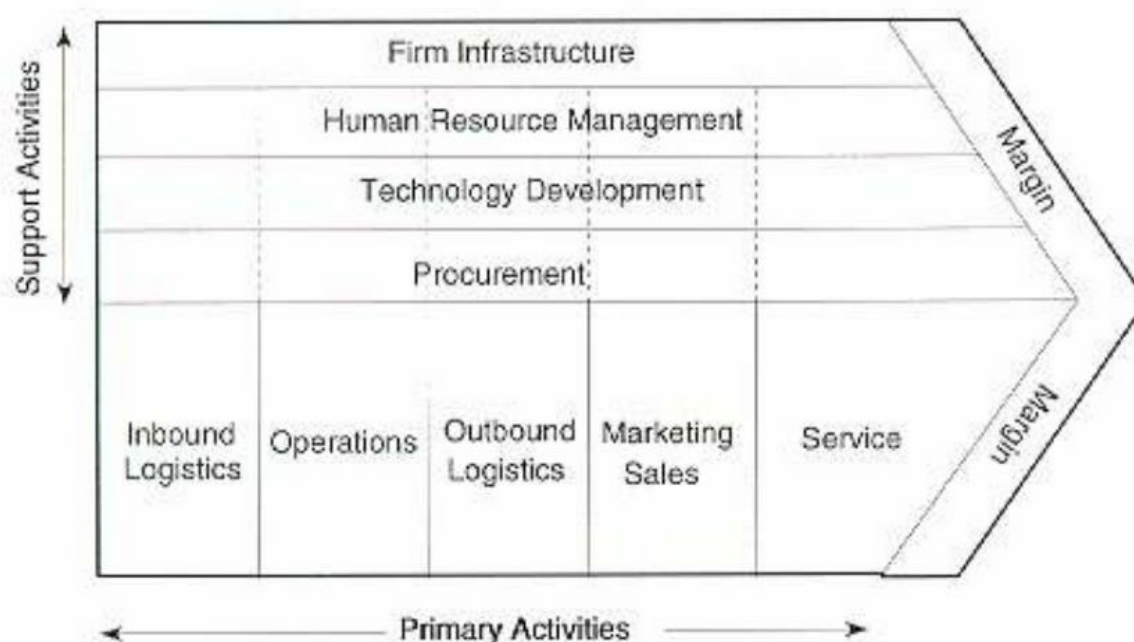 Support Activities
Firm Infrastructure
Human Resource Management
Technology Development
Procurement
Margin
Inbound
Logistics
Operations
Outbound
Logistics
Marketing
Sales
Service
Margin
Primary Activities